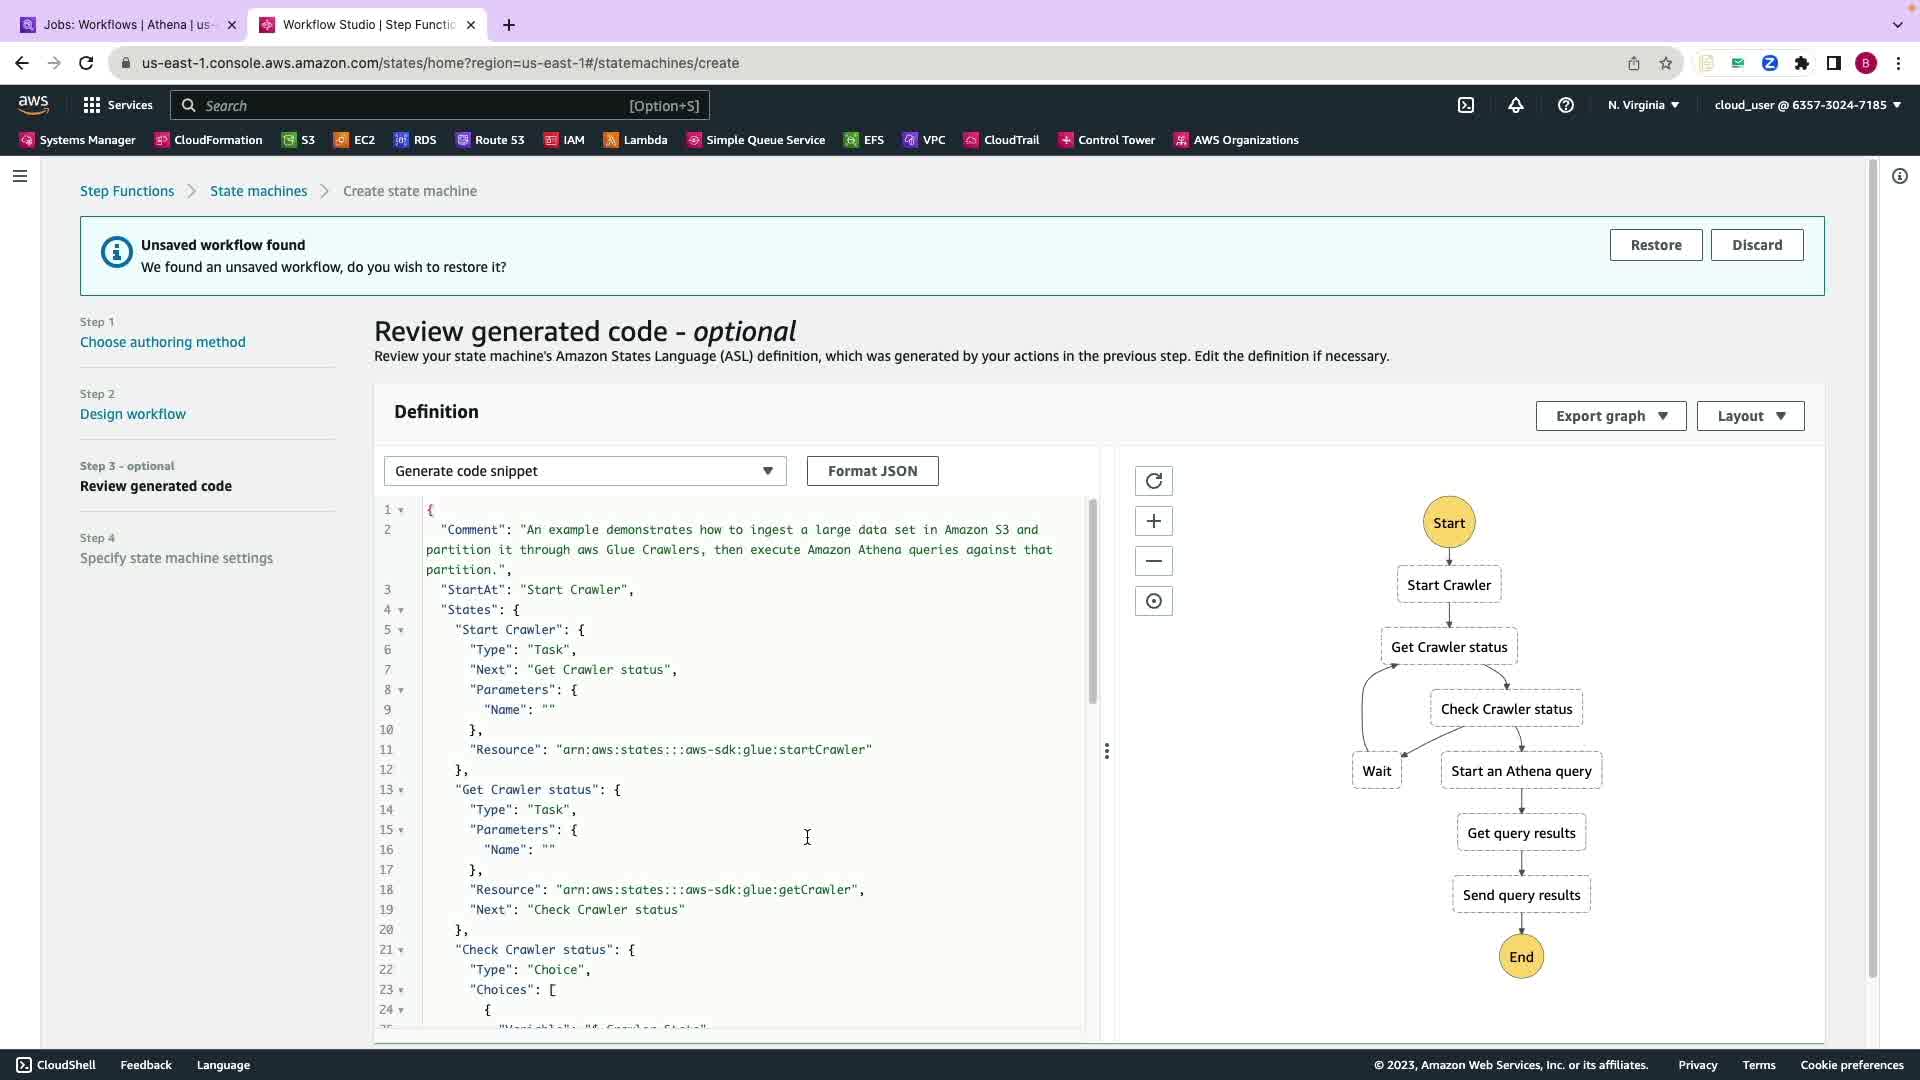 Jobs: Workflows | Athena | us-
Workflow Studio | Step Functio
us-east-1.console.aws.amazon.com/states/home?region=us-east-1#/statemachines/create
B
aws
Services
Search
[Option+S]
N. Virginia
cloud_user @ 6357-3024-7185
Systems Manager
CloudFormation
S3
EC2
RDS
Route 53
IAM
Lambda
Simple Queue Service
EFS
VPC
CloudTrail
Control Tower
AWS Organizations
Step Functions
State machines
Create state machine
Unsaved workflow found
We found an unsaved workflow, do you wish to restore it?
Restore
Discard
Step 1
Choose authoring method
Step 2
Design workflow
Step 3 - optional
Review generated code
Step 4
Specify state machine settings
Review generated code - optional
Review your state machine's Amazon States Language (ASL) definition, which was generated by your actions in the previous step. Edit the definition if necessary.
Definition
Export graph
Layout
Generate code snippet
Format JSON
1 {
2 "Comment": "An example demonstrates how to ingest a large data set in Amazon S3 and
partition it through aws Glue Crawlers, then execute Amazon Athena queries against that
partition.",
3 "StartAt": "Start Crawler",
4 "States": {
5 "Start Crawler": {
6 "Type": "Task",
7 "Next": "Get Crawler status",
8 "Parameters": {
9 "Name": ""
10 },
11 "Resource": "arn:aws:states:::aws-sdk:glue:startCrawler"
12 },
13 "Get Crawler status": {
14 "Type": "Task",
15 "Parameters": {
16 "Name": ""
17 },
18 "Resource": "arn:aws:states:::aws-sdk:glue:getCrawler",
19 "Next": "Check Crawler status"
20 },
21 "Check Crawler status": {
22 "Type": "Choice",
23 "Choices": [
24 {
Start
Start Crawler
Get Crawler status
Check Crawler status
Wait
Start an Athena query
Get query results
Send query results
End
CloudShell
Feedback
Language
© 2023, Amazon Web Services, Inc. or its affiliates.
Privacy
Terms
Cookie preferences